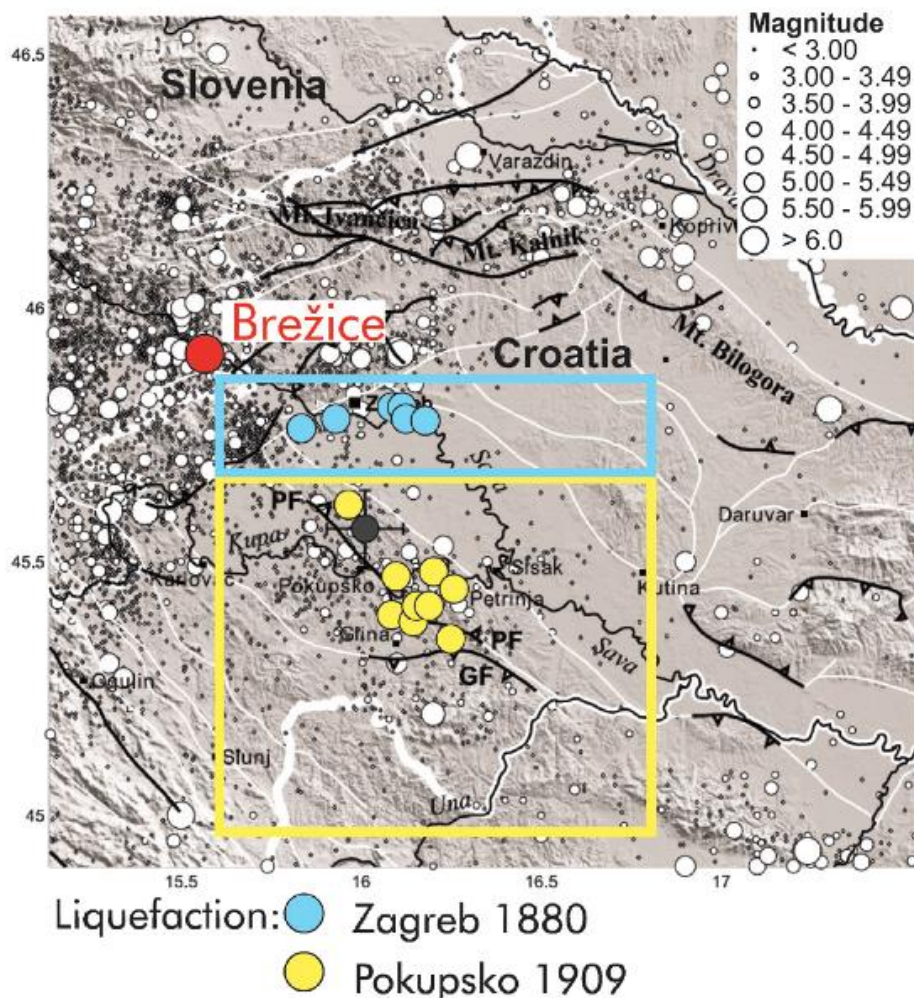 Magnitude
< 3.00
3.00 - 3.49
3.50 - 3.99
4.00 - 4.49
4.50 - 4.99
5.00 - 5.49
5.50 - 5.99
> 6.0
46.5
Slovenia
Varazdin
Drava
Mt. Ivančica
Mt. Kalnik
Kopriv
46
Brežice
Croatia
Mt. Bilogora
PF
Daruvar
45.5
Kupa
Karlovac
Pokupsko
Sisak
Kutina
Petrinja
Glina
PF
Sava
GF
Ogulin
Slunj
Una
45
15.5 16 16.5 17
Liquefaction: Zagreb 1880
Pokupsko 1909